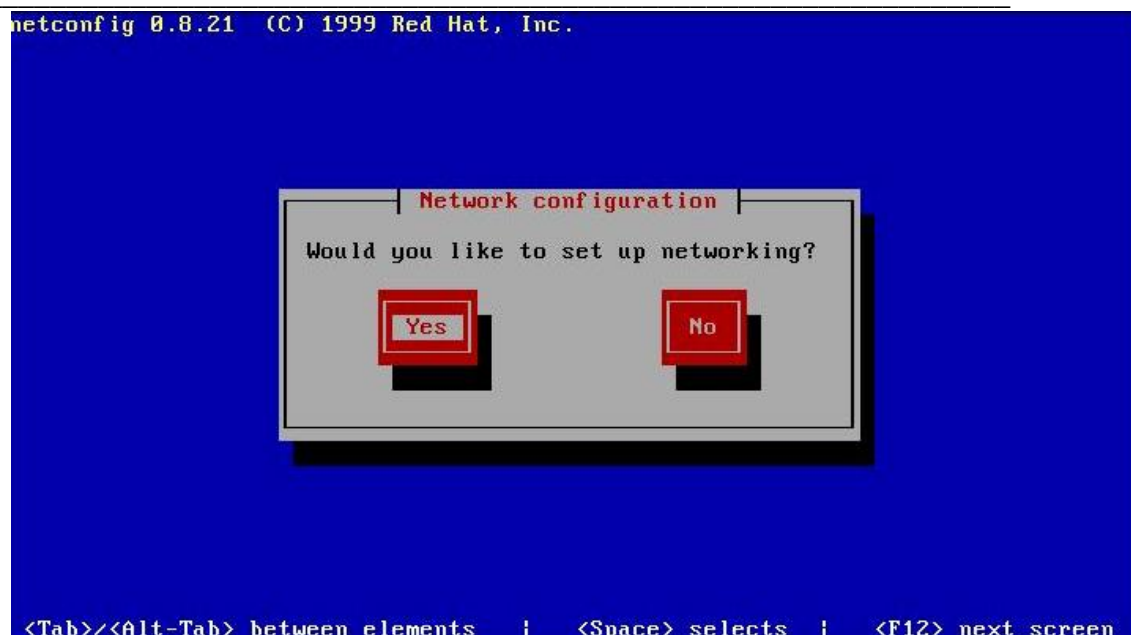 netconfig 0.8.21  (C) 1999 Red Hat, Inc.
Network configuration
Would you like to set up networking?
Yes No
<Tab>/<Alt-Tab> between elements   |   <Space> selects  |   <F12> next screen